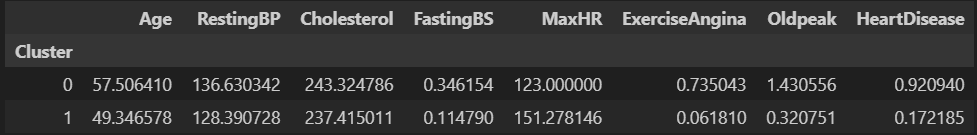 Age RestingBP Cholesterol FastingBS MaxHR ExerciseAngina Oldpeak HeartDisease
Cluster
0 57.506410 136.630342 243.324786 0.346154 123.000000 0.735043 1.430556 0.920940
1 49.346578 128.390728 237.415011 0.114790 151.278146 0.061810 0.320751 0.172185